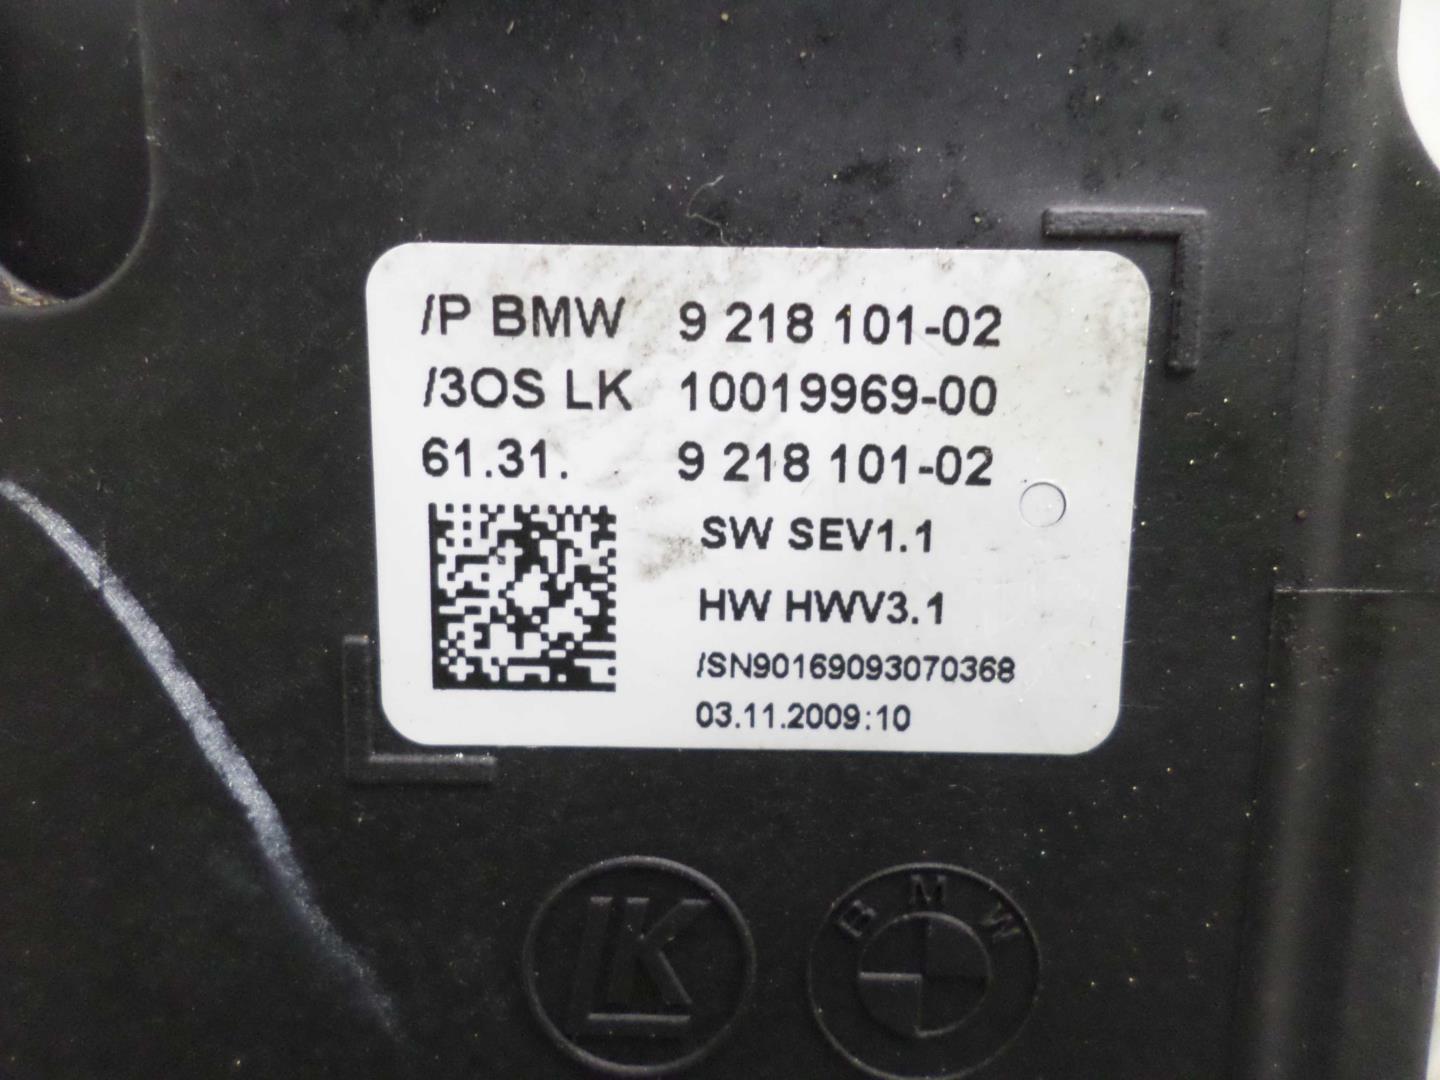 /P BMW 9 218 101-02
/3OS LK 10019969-00
61.31. 9 218 101-02
SW SEV1.1
HW HWV3.1
/SN90169093070368
03.11.2009:10
LK
BMW